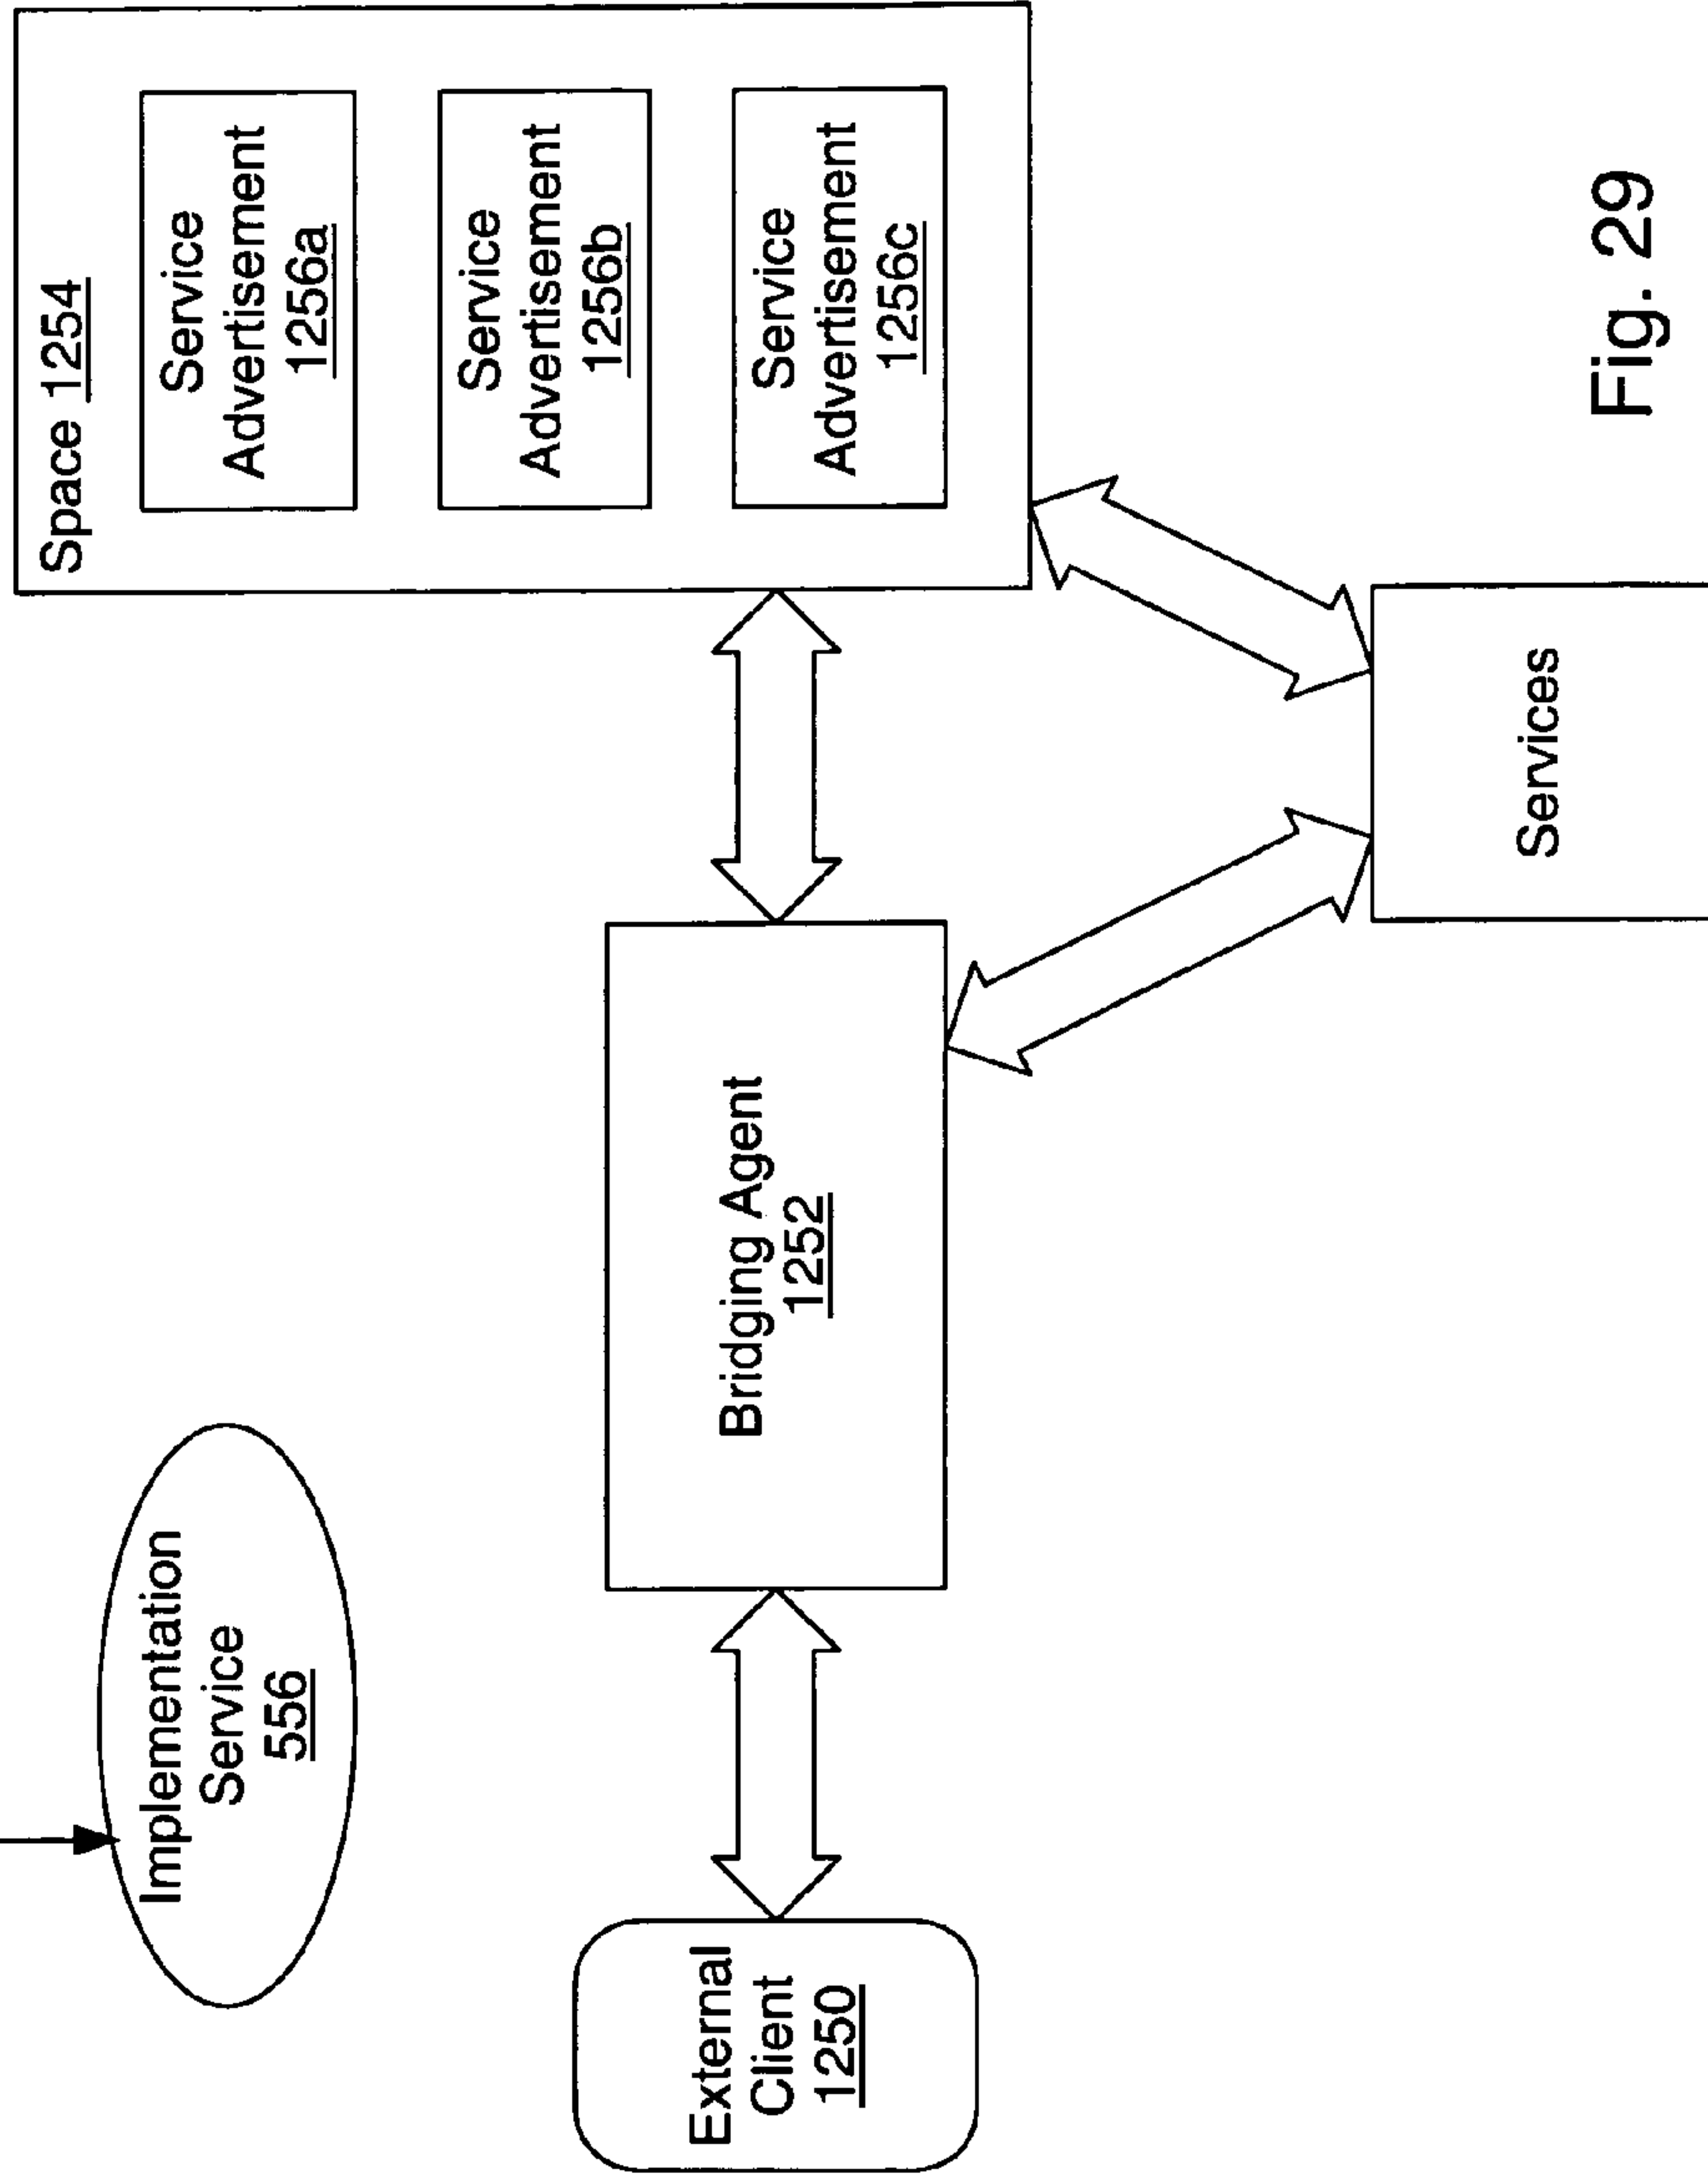 Implementation
Service
556
External
Client
1250
Bridging Agent
1252
Space 1254
Service
Advertisement
1256a
Service
Advertisement
1256b
Service
Advertisement
1256c
Services
Fig. 29